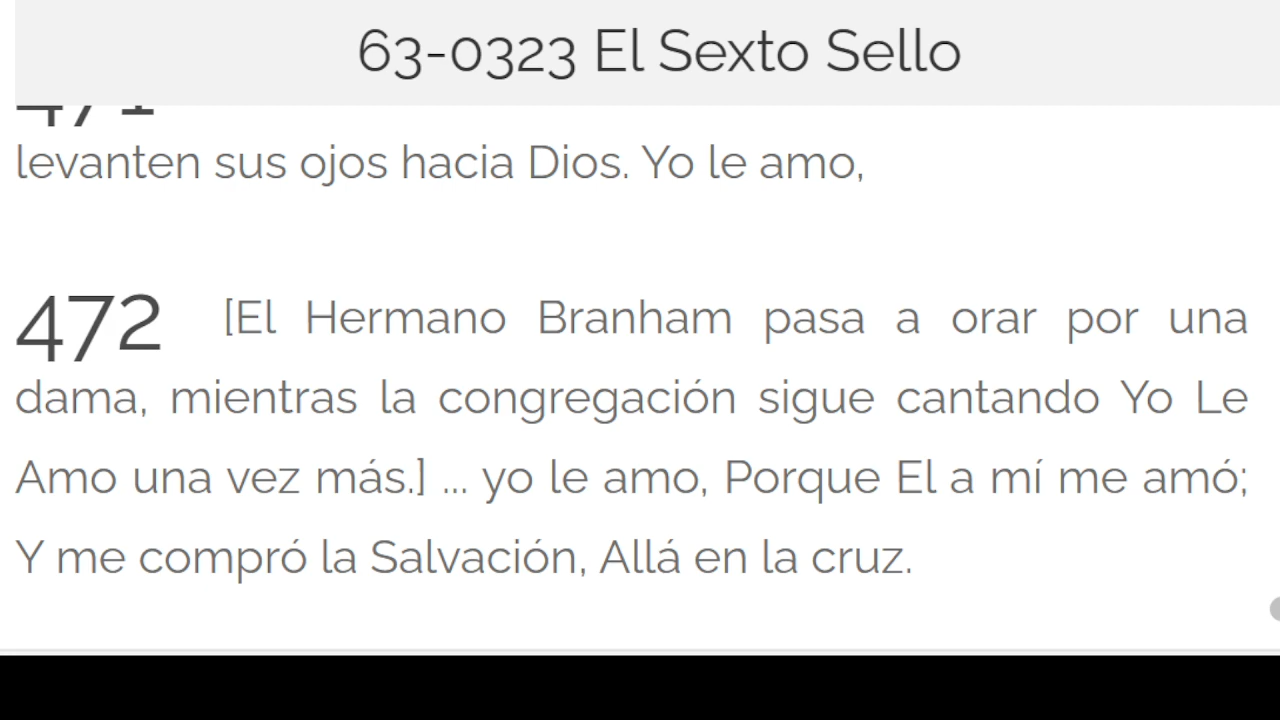 63-0323 El Sexto Sello
471
levanten sus ojos hacia Dios. Yo le amo,
472 [El Hermano Branham pasa a orar por una
dama, mientras la congregación sigue cantando Yo Le
Amo una vez más.] ... yo le amo, Porque El a mí me amó;
Y me compró la Salvación, Allá en la cruz.